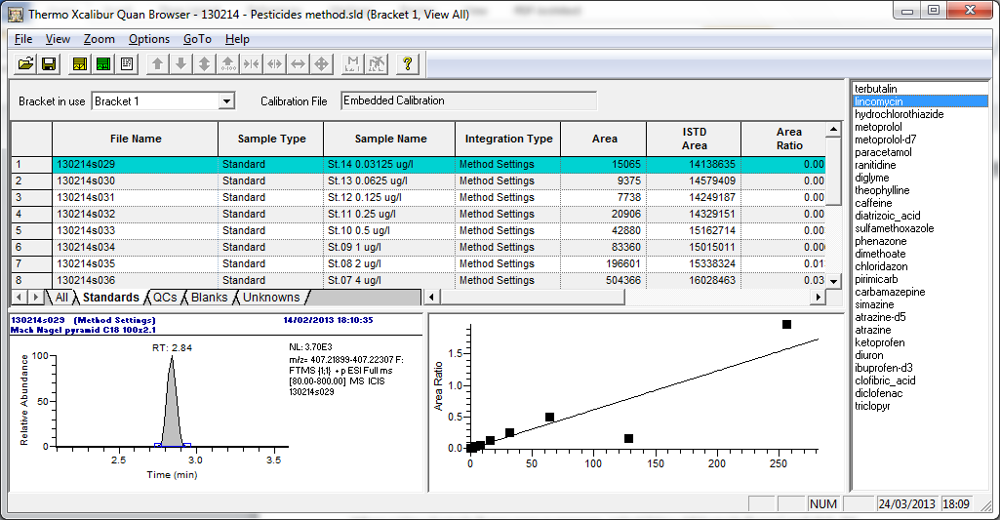 Thermo Xcalibur Quan Browser - 130214 - Pesticides method.sld (Bracket 1, View All)
File View Zoom Options GoTo Help
Bracket in use Bracket 1 Calibration File Embedded Calibration
File Name Sample Type Sample Name Integration Type Area ISTD Area Area Ratio
1 130214s029 Standard St.14 0.03125 ug/l Method Settings 15065 14138635 0.00
2 130214s030 Standard St.13 0.0625 ug/l Method Settings 9375 14579409 0.00
3 130214s031 Standard St.12 0.125 ug/l Method Settings 7738 14249187 0.00
4 130214s032 Standard St.11 0.25 ug/l Method Settings 20906 14329151 0.00
5 130214s033 Standard St.10 0.5 ug/l Method Settings 42880 15162714 0.00
6 130214s034 Standard St.09 1 ug/l Method Settings 83360 15015011 0.00
7 130214s035 Standard St.08 2 ug/l Method Settings 196601 15338324 0.01
8 130214s036 Standard St.07 4 ug/l Method Settings 504366 16028463 0.03
All Standards QCs Blanks Unknowns
130214s029 (Method Settings) 14/02/2013 18:10:35
Mach Nagel pyramid C18 100x2.1
RT: 2.84
NL: 3.70E3
m/z= 407.21899-407.22307 F:
FTMS {1;1} + p ESI Full ms
[80.00-800.00] MS ICIS
130214s029
Relative Abundance
100
50
0
2.5 3.0 3.5
Time (min)
Area Ratio
1.5
1.0
0.5
0.0
0 50 100 150 200 250
terbutalin
lincomycin
hydrochlorothiazide
metoprolol
metoprolol-d7
paracetamol
ranitidine
diglyme
theophylline
caffeine
diatrizoic_acid
sulfamethoxazole
phenazone
dimethoate
chloridazon
pirimicarb
carbamazepine
simazine
atrazine-d5
atrazine
ketoprofen
diuron
ibuprofen-d3
clofibric_acid
diclofenac
triclopyr
NUM 24/03/2013 18:09